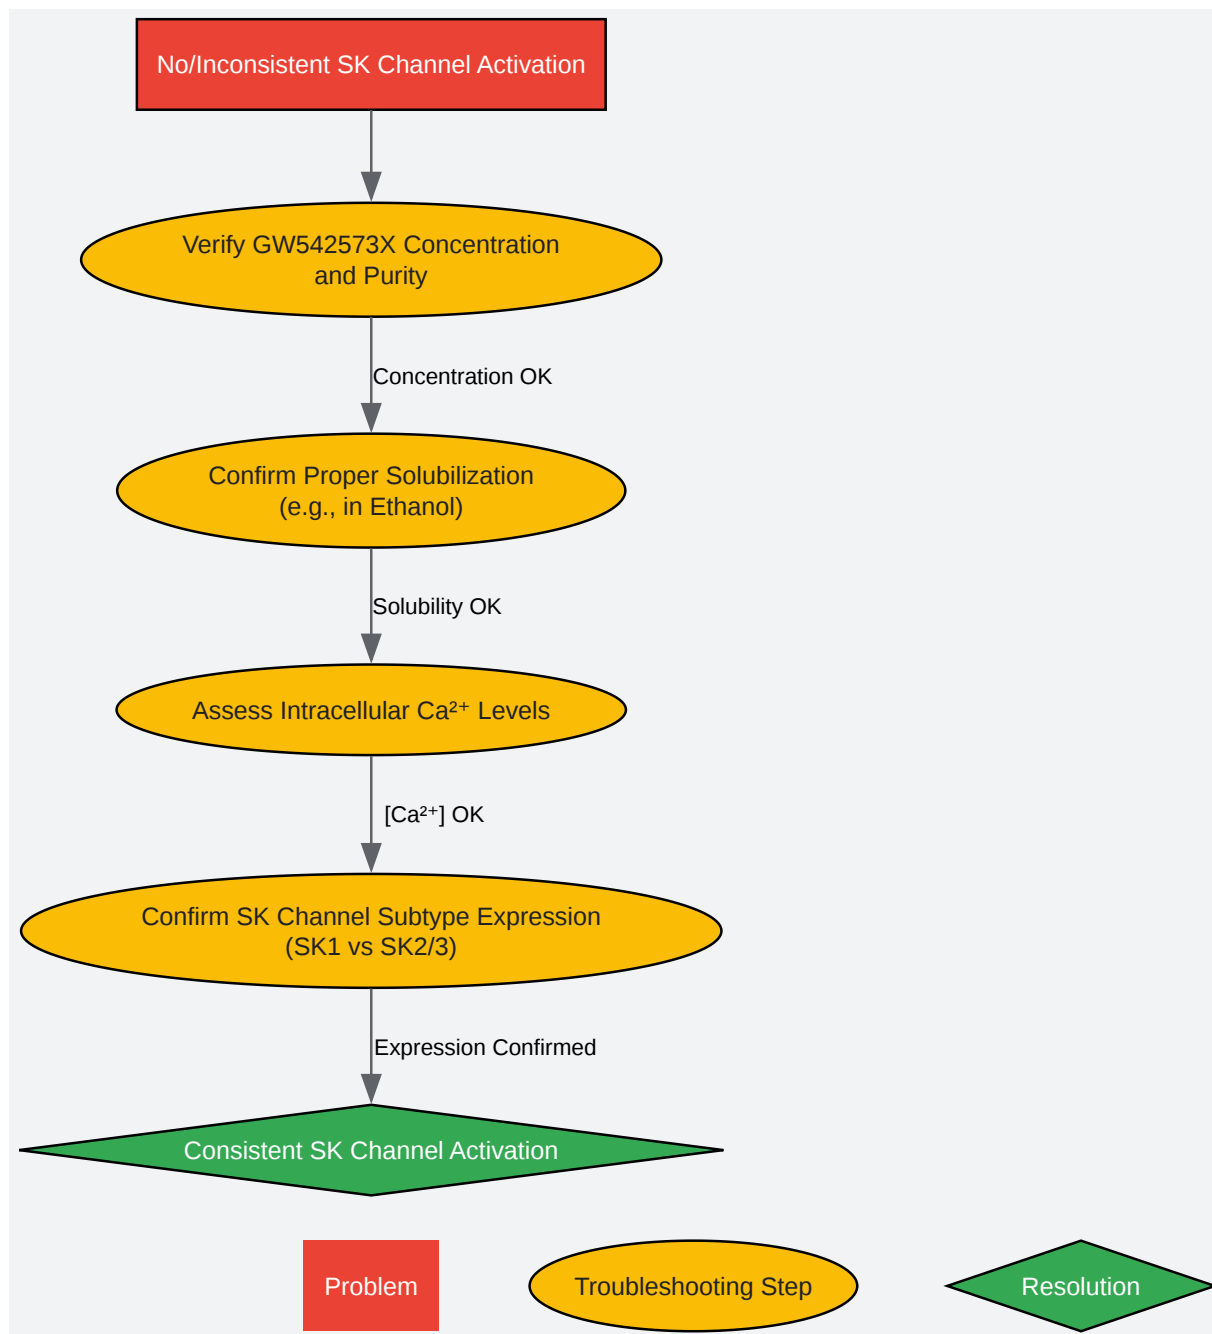 No/Inconsistent SK Channel Activation
Verify GW542573X Concentration
and Purity
Concentration OK
Confirm Proper Solubilization
(e.g., in Ethanol)
Solubility OK
Assess Intracellular Ca²⁺ Levels
[Ca²⁺] OK
Confirm SK Channel Subtype Expression
(SK1 vs SK2/3)
Expression Confirmed
Consistent SK Channel Activation
Problem
Troubleshooting Step
Resolution